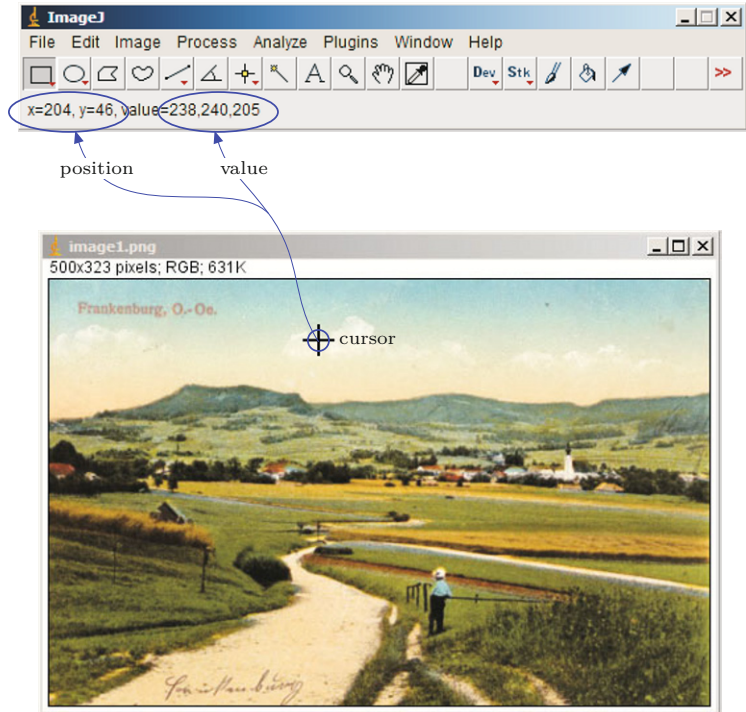 ImageJ
File Edit Image Process Analyze Plugins Window Help
A Dev Stk >>
x=204, y=46, value=238,240,205
position value
image1.png
500x323 pixels; RGB; 631K
Frankenburg, O.-Oe.
cursor
Frankenburg